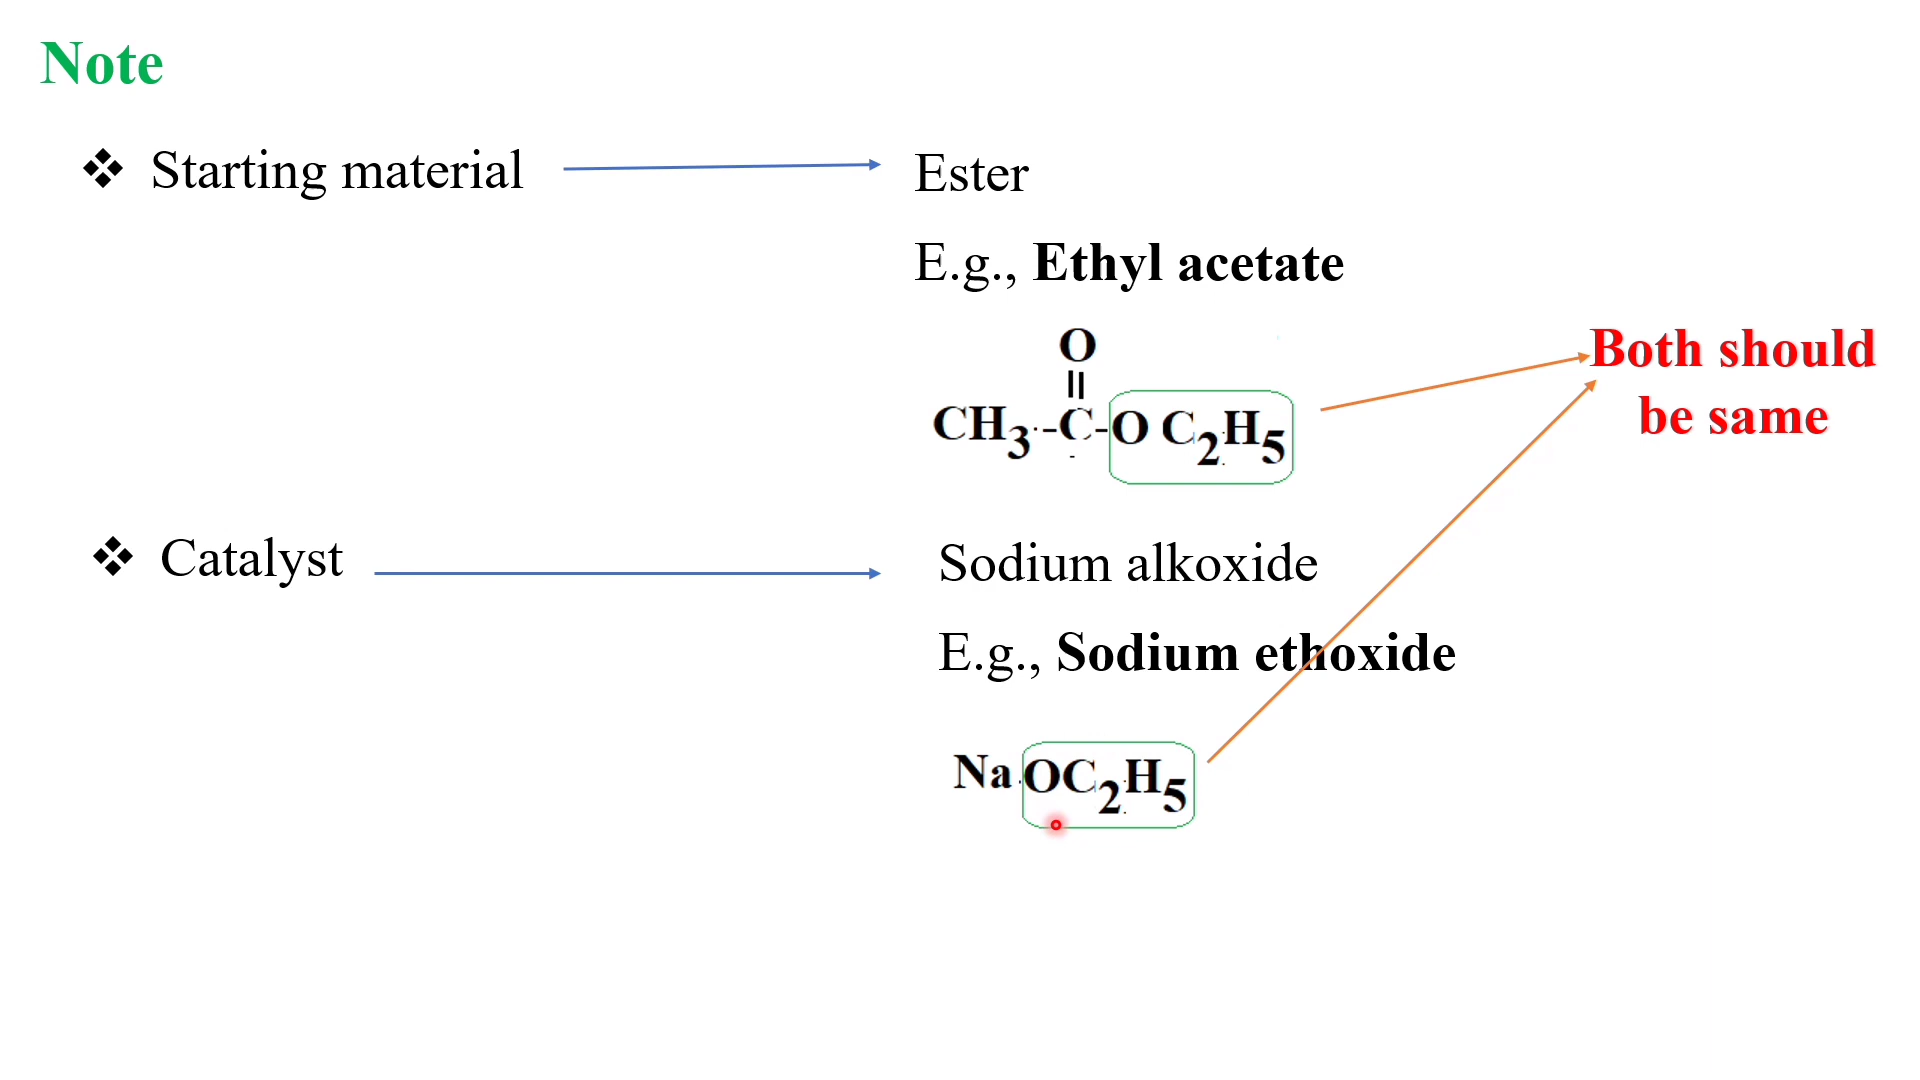 Note
❖ Starting material
Ester
E.g., Ethyl acetate
O
||
CH3-C-O C2H5
Both should
be same
❖ Catalyst
Sodium alkoxide
E.g., Sodium ethoxide
Na OC2H5